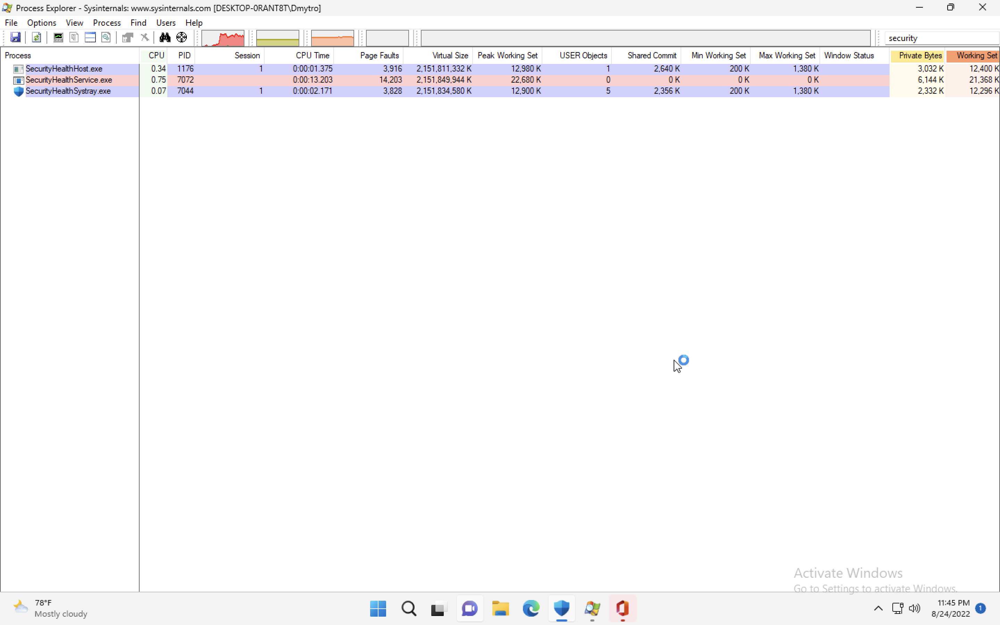 Process Explorer - Sysinternals: www.sysinternals.com [DESKTOP-0RANT8T\Dmytro]
File Options View Process Find Users Help
security
Process CPU PID Session CPU Time Page Faults Virtual Size Peak Working Set USER Objects Shared Commit Min Working Set Max Working Set Window Status Private Bytes Working Set
SecurityHealthHost.exe 0.34 1176 1 0:00:01.375 3,916 2,151,811,332 K 12,980 K 1 2,640 K 200 K 1,380 K 3,032 K 12,400 K
SecurityHealthService.exe 0.75 7072 0:00:13.203 14,203 2,151,849,944 K 22,680 K 0 0 K 0 K 0 K 6,144 K 21,368 K
SecurityHealthSystray.exe 0.07 7044 1 0:00:02.171 3,828 2,151,834,580 K 12,900 K 5 2,356 K 200 K 1,380 K 2,332 K 12,296 K
Activate Windows
Go to Settings to activate Windows.
78°F
Mostly cloudy
11:45 PM
8/24/2022
1